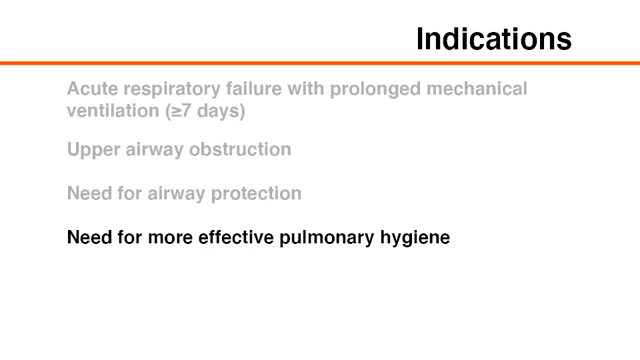 Indications
Acute respiratory failure with prolonged mechanical
ventilation (≥7 days)
Upper airway obstruction
Need for airway protection
Need for more effective pulmonary hygiene